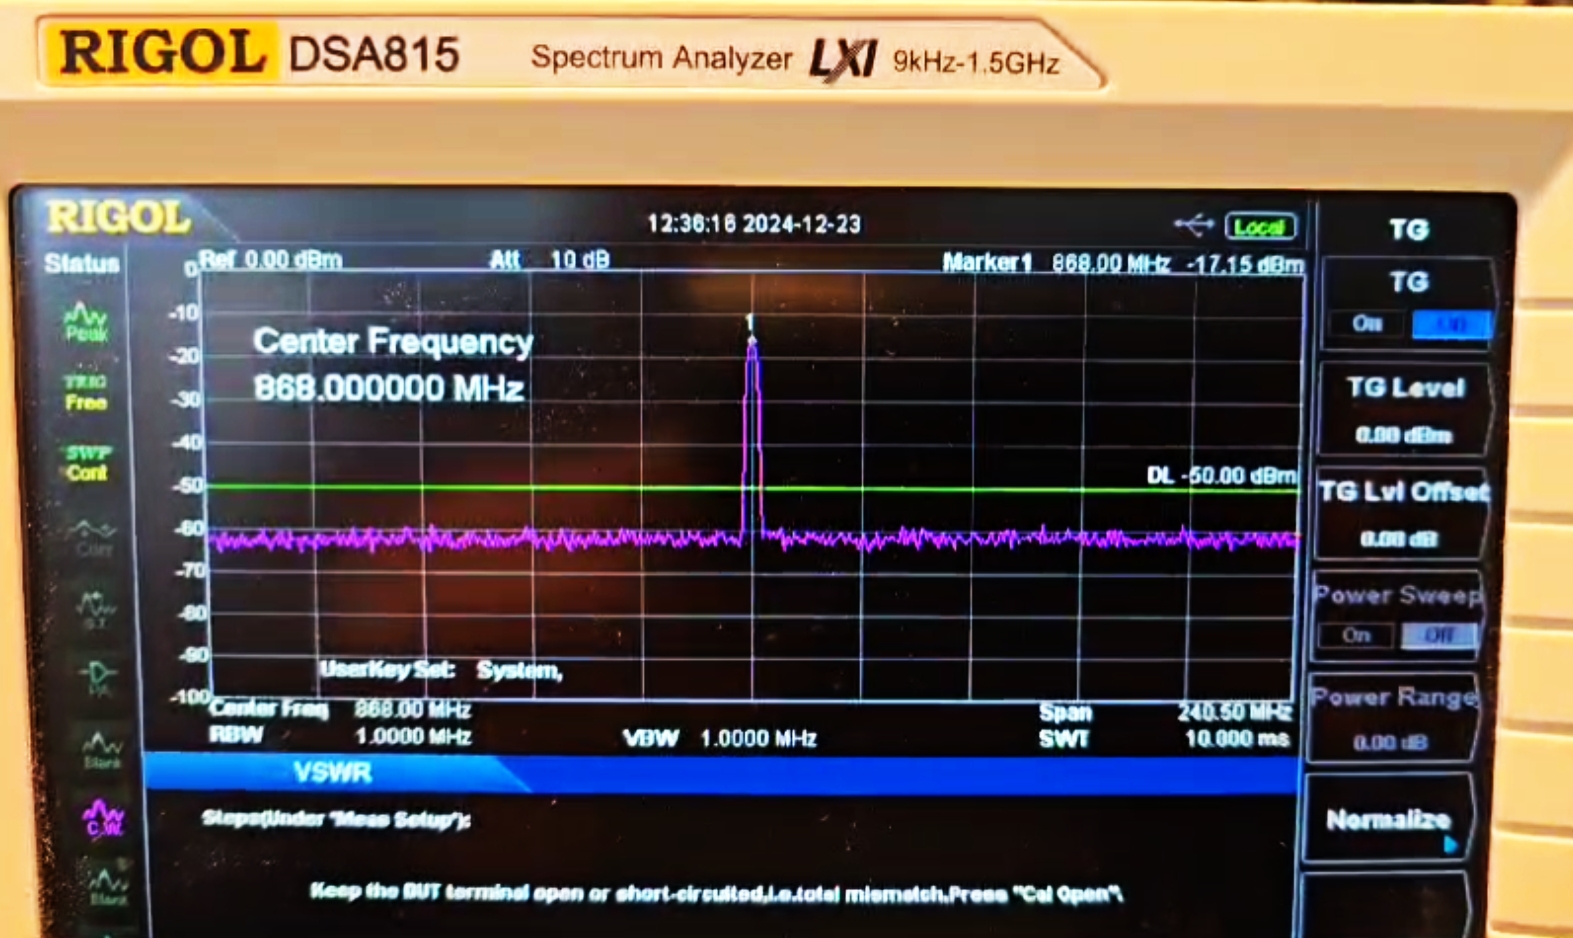 RIGOL DSA815 Spectrum Analyzer LXI 9kHz-1.5GHz
RIGOL 12:36:16 2024-12-23 Local
Status
Ref 0.00 dBm Att 10 dB Marker1 868.00 MHz -17.15 dBm
0
-10
-20
-30
-40
-50
-60
-70
-80
-90
-100
1
Center Frequency
868.000000 MHz
DL -50.00 dBm
UserKey Set: System,
Center Freq 868.00 MHz Span 240.50 MHz
RBW 1.0000 MHz VBW 1.0000 MHz SWT 10.000 ms
VSWR
Steps(Under "Meas Setup"):
Keep the DUT terminal open or short-circuited,i.e.total mismatch.Press "Cal Open"\
Peak
TRIG
Free
SWP
Cont
Corr
S.T
PA
Blank
C.W.
Blank
TG
TG
On
TG Level
0.00 dBm
TG Lvl Offset
0.00 dB
Power Sweep
On Off
Power Range
0.00 dB
Normalize